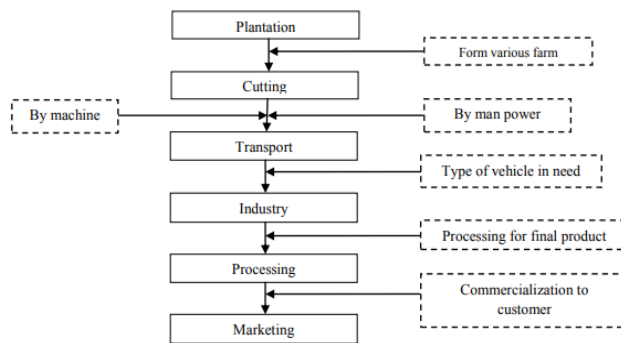 Plantation
Form various farm
Cutting
By machine
By man power
Transport
Type of vehicle in need
Industry
Processing for final product
Processing
Commercialization to
customer
Marketing